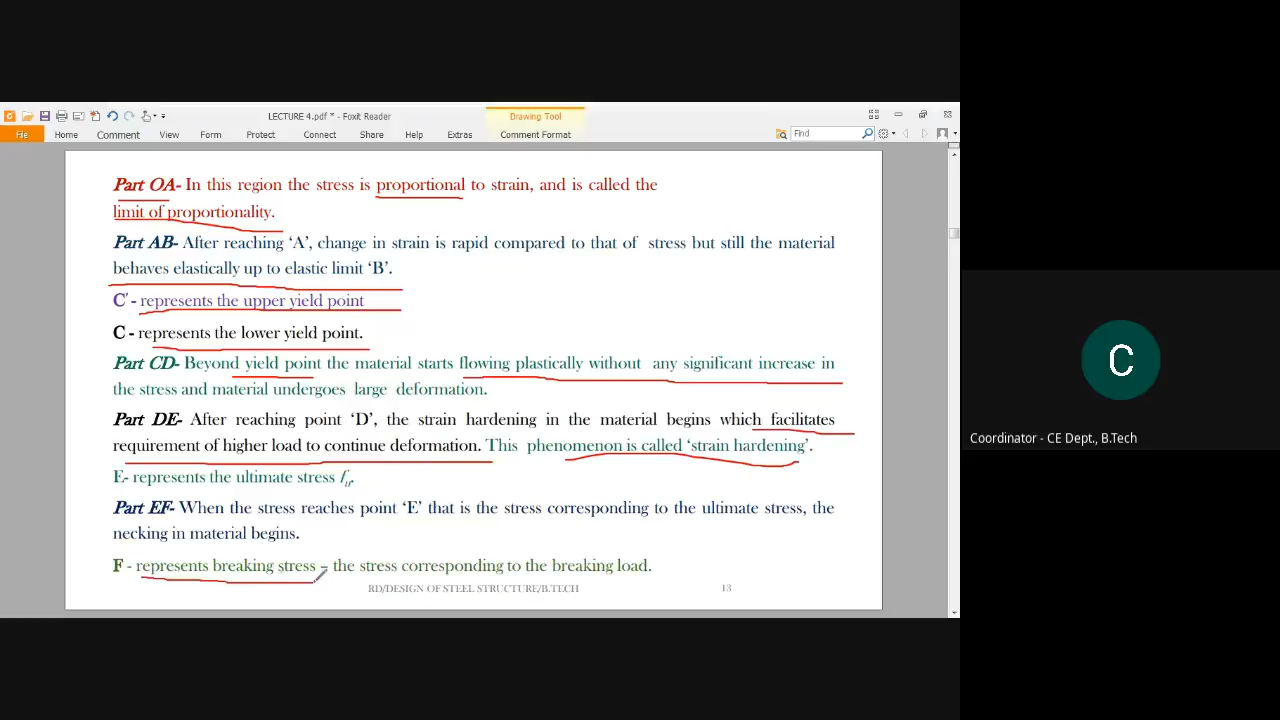 LECTURE 4.pdf * - Foxit Reader
Drawing Tool
File Home Comment View Form Protect Connect Share Help Extras Comment Format Find
Part OA- In this region the stress is proportional to strain, and is called the
limit of proportionality.
Part AB- After reaching ‘A’, change in strain is rapid compared to that of stress but still the material
behaves elastically up to elastic limit ‘B’.
C' - represents the upper yield point
C - represents the lower yield point.
Part CD- Beyond yield point the material starts flowing plastically without any significant increase in
the stress and material undergoes large deformation.
Part DE- After reaching point ‘D’, the strain hardening in the material begins which facilitates
requirement of higher load to continue deformation. This phenomenon is called ‘strain hardening’.
E- represents the ultimate stress fu.
Part EF- When the stress reaches point ‘E’ that is the stress corresponding to the ultimate stress, the
necking in material begins.
F - represents breaking stress – the stress corresponding to the breaking load.
RD/DESIGN OF STEEL STRUCTURE/B.TECH 13
C
Coordinator - CE Dept., B.Tech